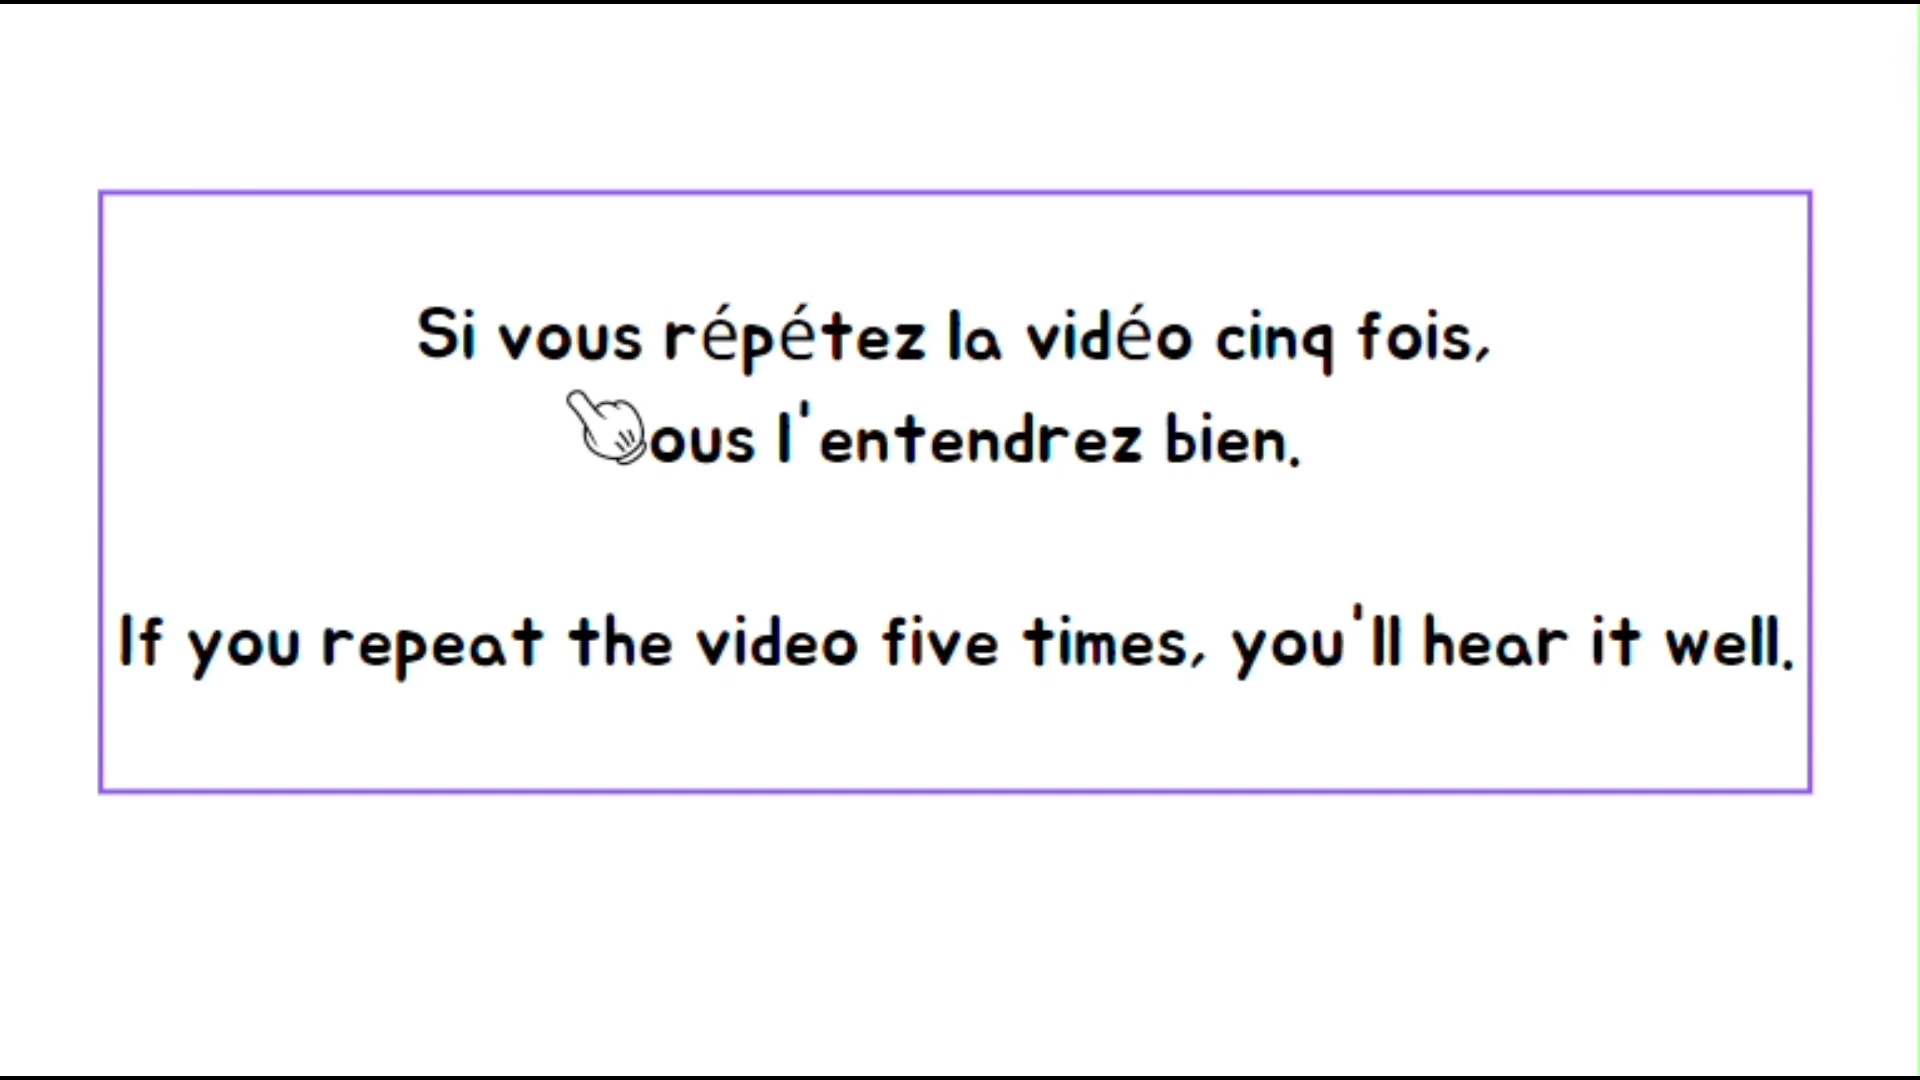 Si vous répétez la vidéo cinq fois,
ous l'entendrez bien.
If you repeat the video five times, you'll hear it well.